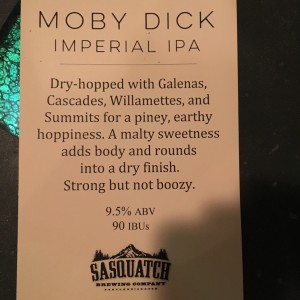 MOBY DICK
IMPERIAL IPA
Dry-hopped with Galenas,
Cascades, Willamettes, and
Summits for a piney, earthy
hoppiness. A malty sweetness
adds body and rounds
into a dry finish.
Strong but not boozy.
9.5% ABV
90 IBUs
SASQUATCH
BREWING COMPANY